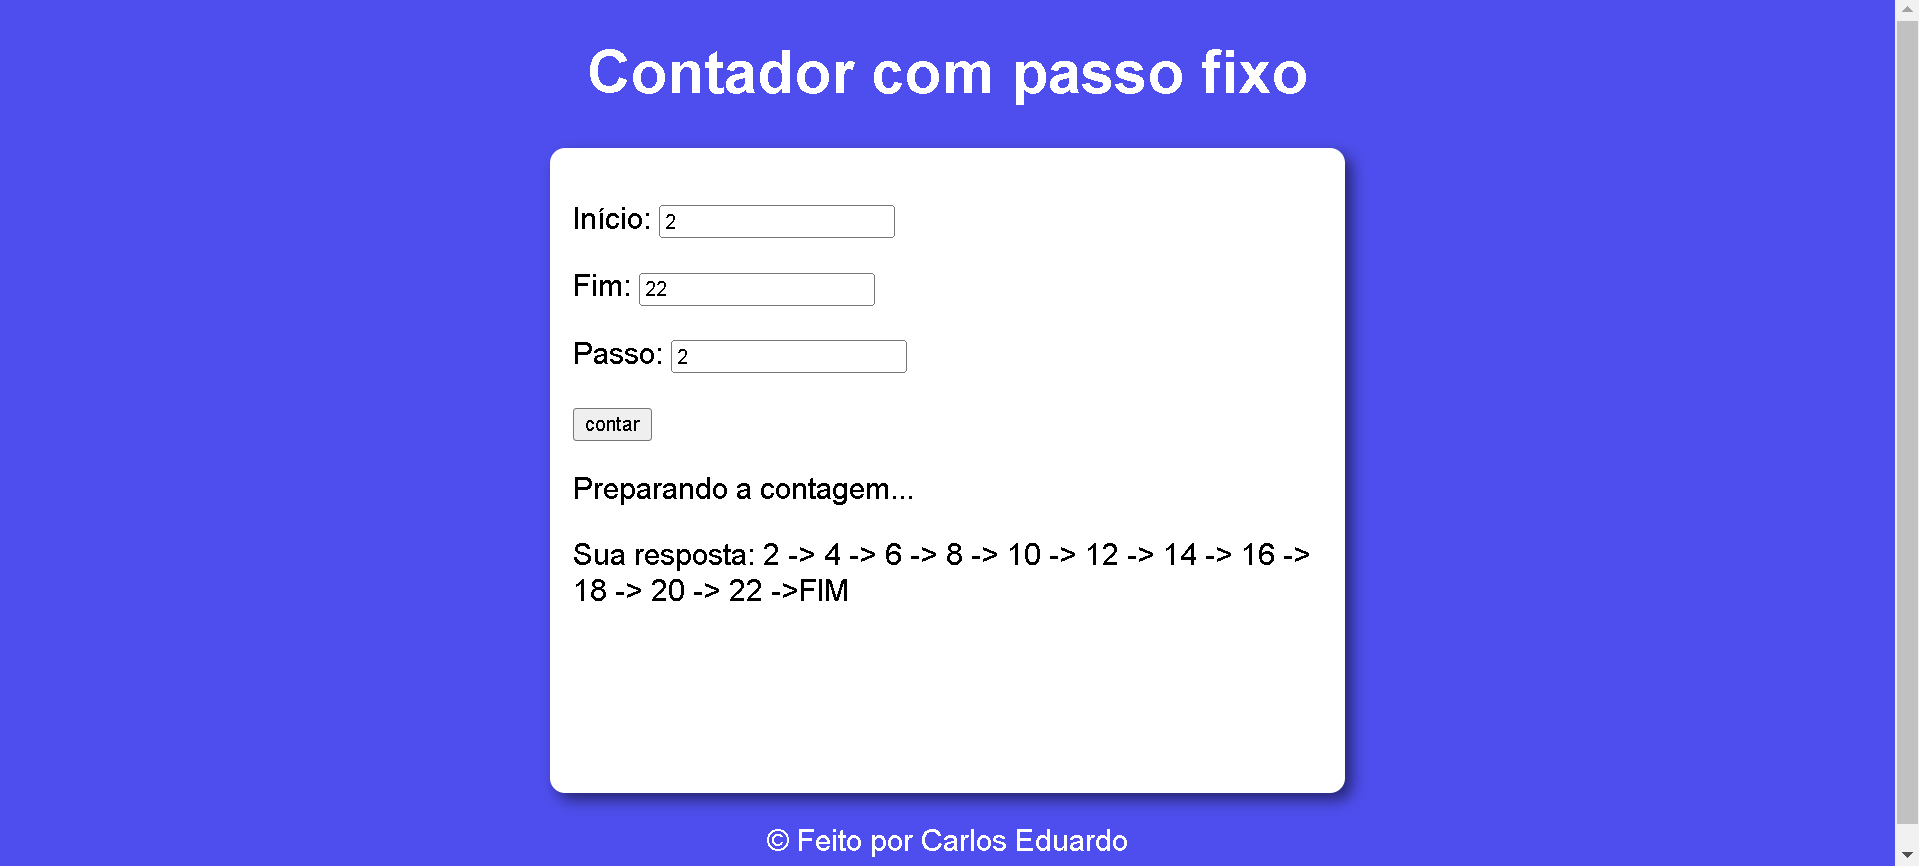 Contador com passo fixo
Início: 2
Fim: 22
Passo: 2
contar
Preparando a contagem...
Sua resposta: 2 -> 4 -> 6 -> 8 -> 10 -> 12 -> 14 -> 16 ->
18 -> 20 -> 22 ->FIM
© Feito por Carlos Eduardo